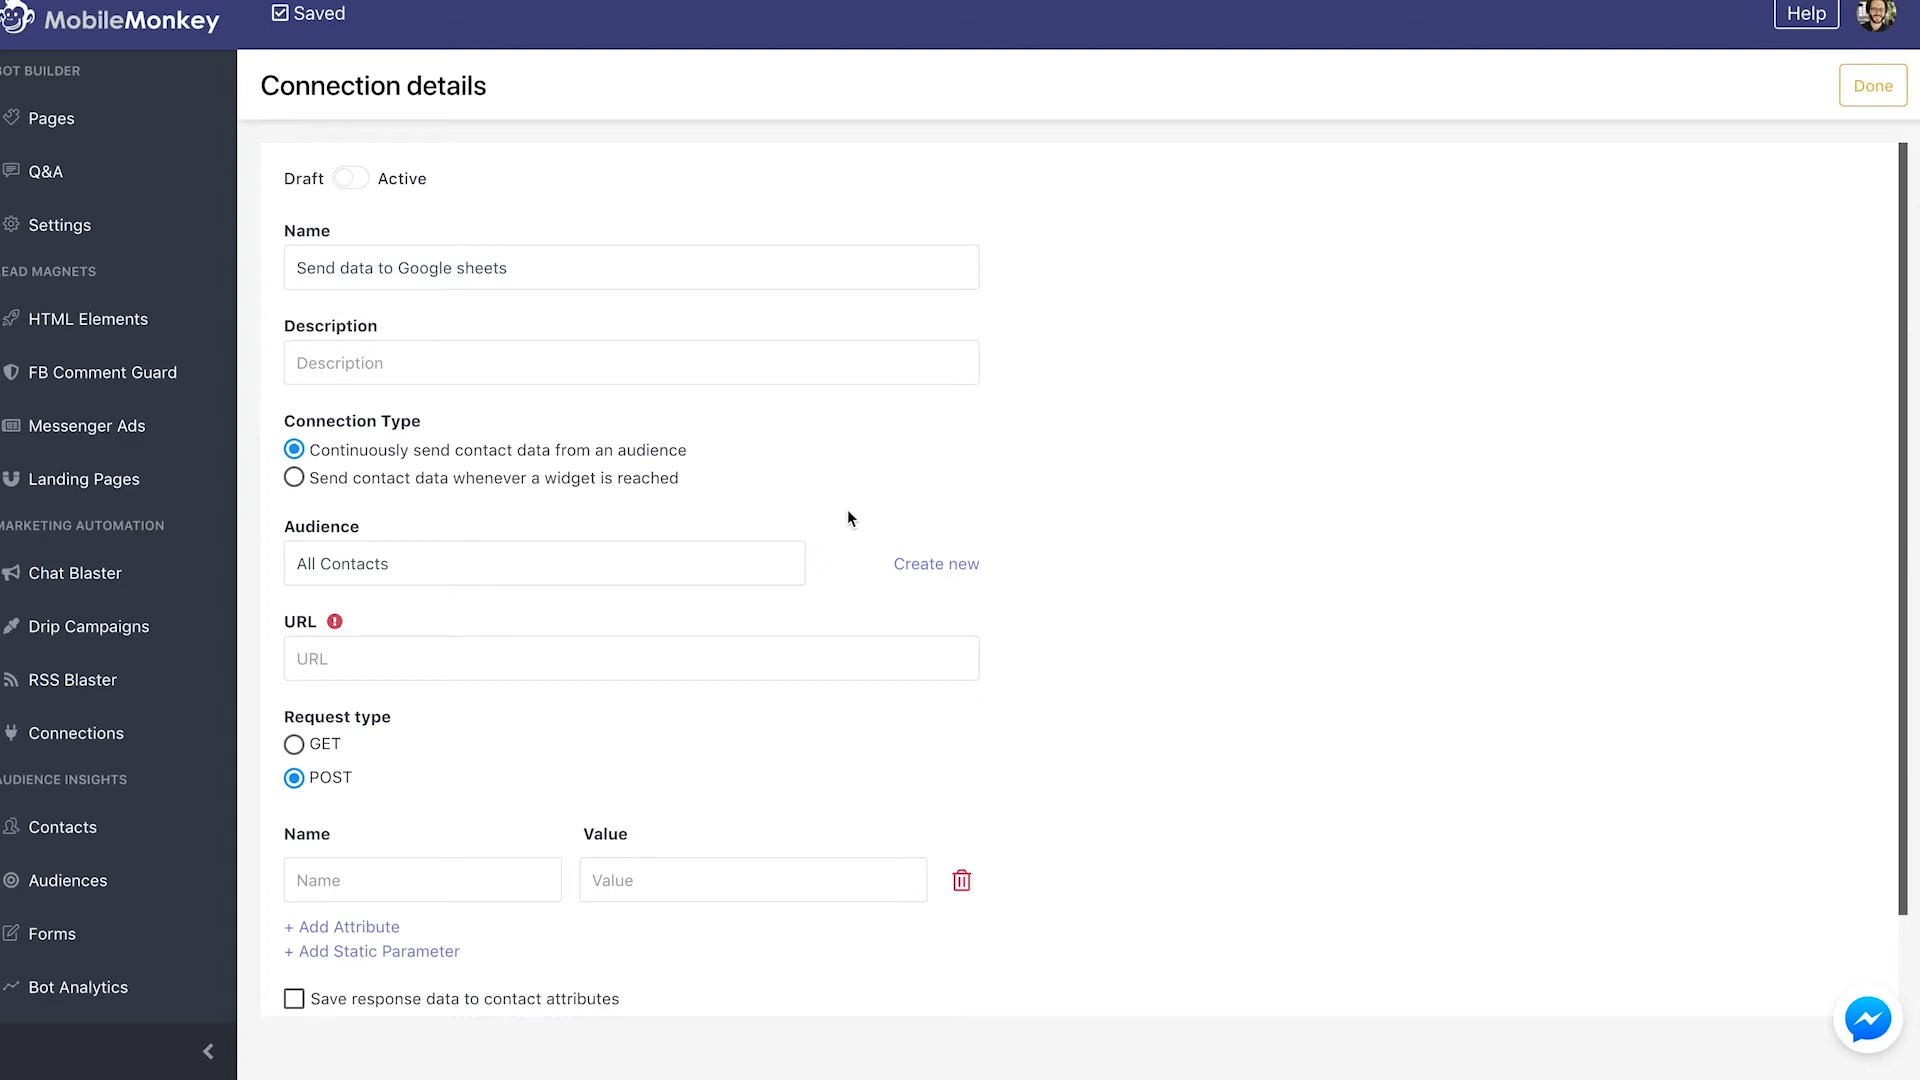 MobileMonkey
Saved
Help
OT BUILDER
Pages
Q&A
Settings
EAD MAGNETS
HTML Elements
FB Comment Guard
Messenger Ads
Landing Pages
MARKETING AUTOMATION
Chat Blaster
Drip Campaigns
RSS Blaster
Connections
AUDIENCE INSIGHTS
Contacts
Audiences
Forms
Bot Analytics
Connection details
Done
Draft Active
Name
Send data to Google sheets
Description
Description
Connection Type
Continuously send contact data from an audience
Send contact data whenever a widget is reached
Audience
All Contacts
Create new
URL
URL
Request type
GET
POST
Name Value
Name Value
+ Add Attribute
+ Add Static Parameter
Save response data to contact attributes